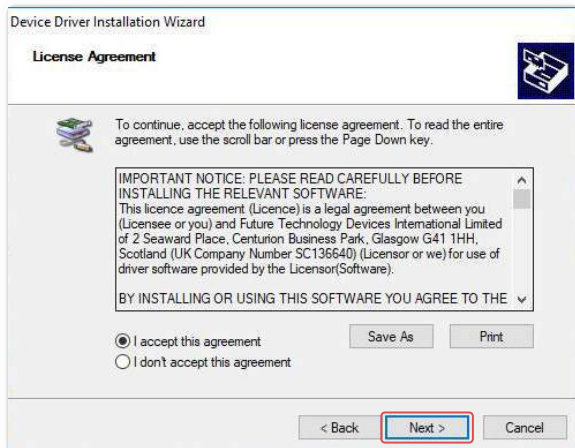 Device Driver Installation Wizard
License Agreement
To continue, accept the following license agreement. To read the entire
agreement, use the scroll bar or press the Page Down key.
IMPORTANT NOTICE: PLEASE READ CAREFULLY BEFORE
INSTALLING THE RELEVANT SOFTWARE:
This licence agreement (Licence) is a legal agreement between you
(Licensee or you) and Future Technology Devices International Limited
of 2 Seaward Place, Centurion Business Park, Glasgow G41 1HH,
Scotland (UK Company Number SC136640) (Licensor or we) for use of
driver software provided by the Licensor(Software).
BY INSTALLING OR USING THIS SOFTWARE YOU AGREE TO THE
I accept this agreement
Save As
Print
I don't accept this agreement
< Back
Next >
Cancel